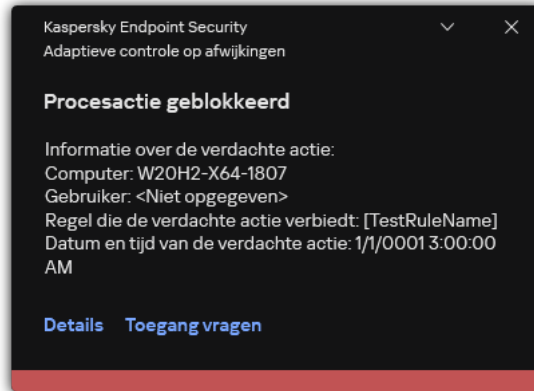 Kaspersky Endpoint Security
Adaptieve controle op afwijkingen
Procesactie geblokkeerd
Informatie over de verdachte actie:
Computer: W20H2-X64-1807
Gebruiker: <Niet opgegeven>
Regel die de verdachte actie verbiedt: [TestRuleName]
Datum en tijd van de verdachte actie: 1/1/0001 3:00:00
AM
Details Toegang vragen